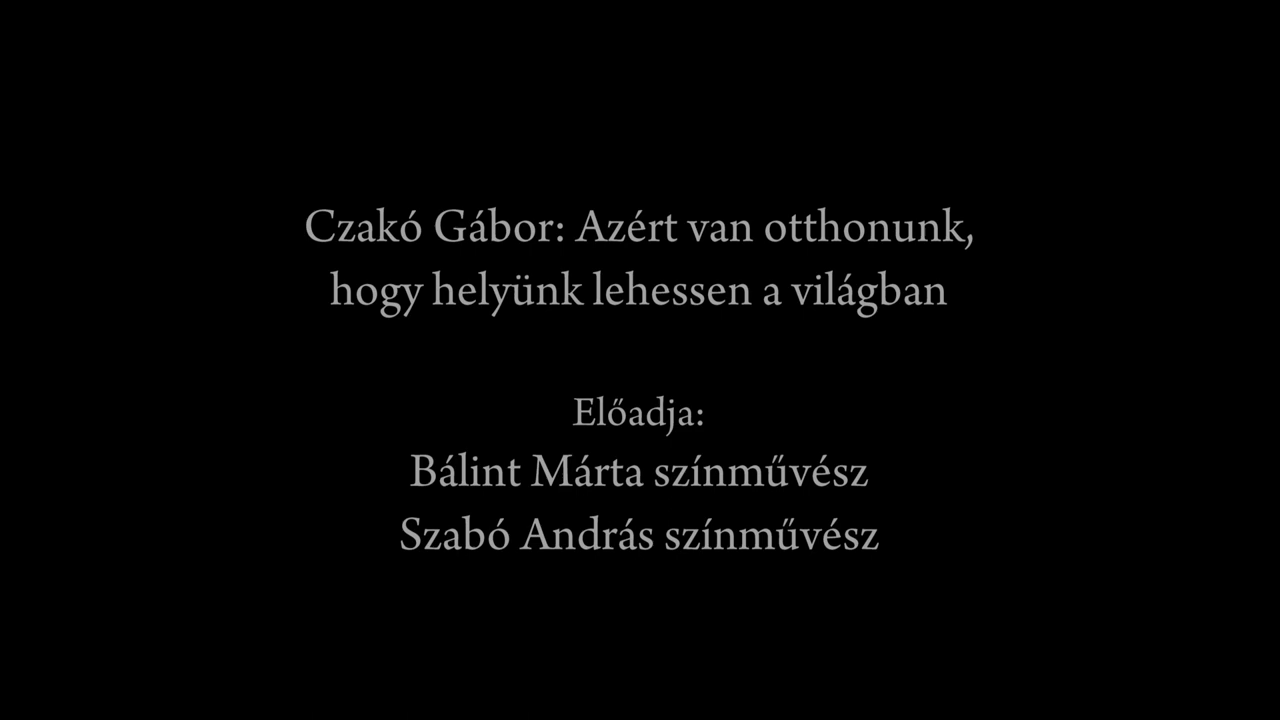 Czakó Gábor: Azért van otthonunk,
hogy helyünk lehessen a világban
Előadja:
Bálint Márta színművész
Szabó András színművész